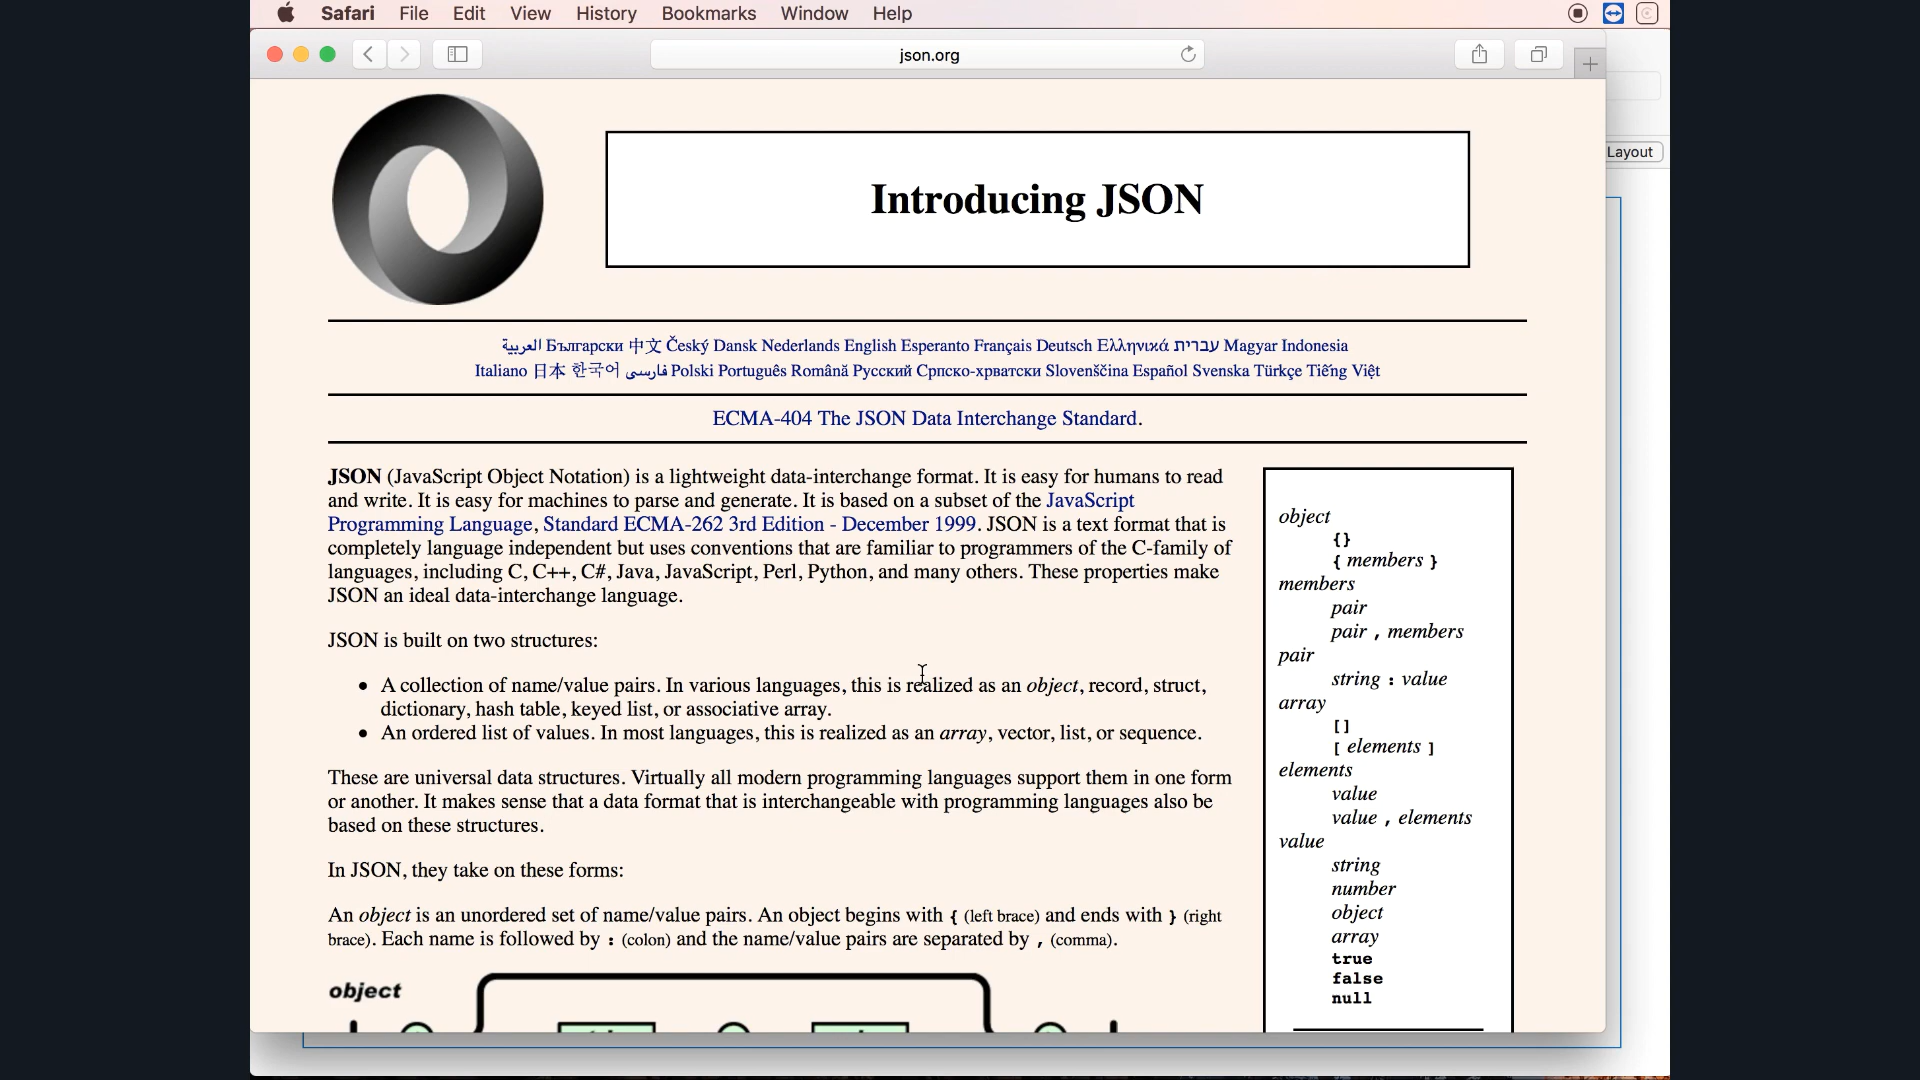 Safari File Edit View History Bookmarks Window Help
json.org
Layout
Introducing JSON
العربية Български 中文 Český Dansk Nederlands English Esperanto Français Deutsch Ελληνικά עברית Magyar Indonesia
Italiano 日本 한국어 فارسی Polski Português Română Русский Српско-хрватски Slovenščina Español Svenska Türkçe Tiếng Việt
ECMA-404 The JSON Data Interchange Standard.
JSON (JavaScript Object Notation) is a lightweight data-interchange format. It is easy for humans to read
and write. It is easy for machines to parse and generate. It is based on a subset of the JavaScript
Programming Language, Standard ECMA-262 3rd Edition - December 1999. JSON is a text format that is
completely language independent but uses conventions that are familiar to programmers of the C-family of
languages, including C, C++, C#, Java, JavaScript, Perl, Python, and many others. These properties make
JSON an ideal data-interchange language.
JSON is built on two structures:
• A collection of name/value pairs. In various languages, this is realized as an object, record, struct,
dictionary, hash table, keyed list, or associative array.
• An ordered list of values. In most languages, this is realized as an array, vector, list, or sequence.
These are universal data structures. Virtually all modern programming languages support them in one form
or another. It makes sense that a data format that is interchangeable with programming languages also be
based on these structures.
In JSON, they take on these forms:
An object is an unordered set of name/value pairs. An object begins with { (left brace) and ends with } (right
brace). Each name is followed by : (colon) and the name/value pairs are separated by , (comma).
object
object
{}
{ members }
members
pair
pair , members
pair
string : value
array
[]
[ elements ]
elements
value
value , elements
value
string
number
object
array
true
false
null